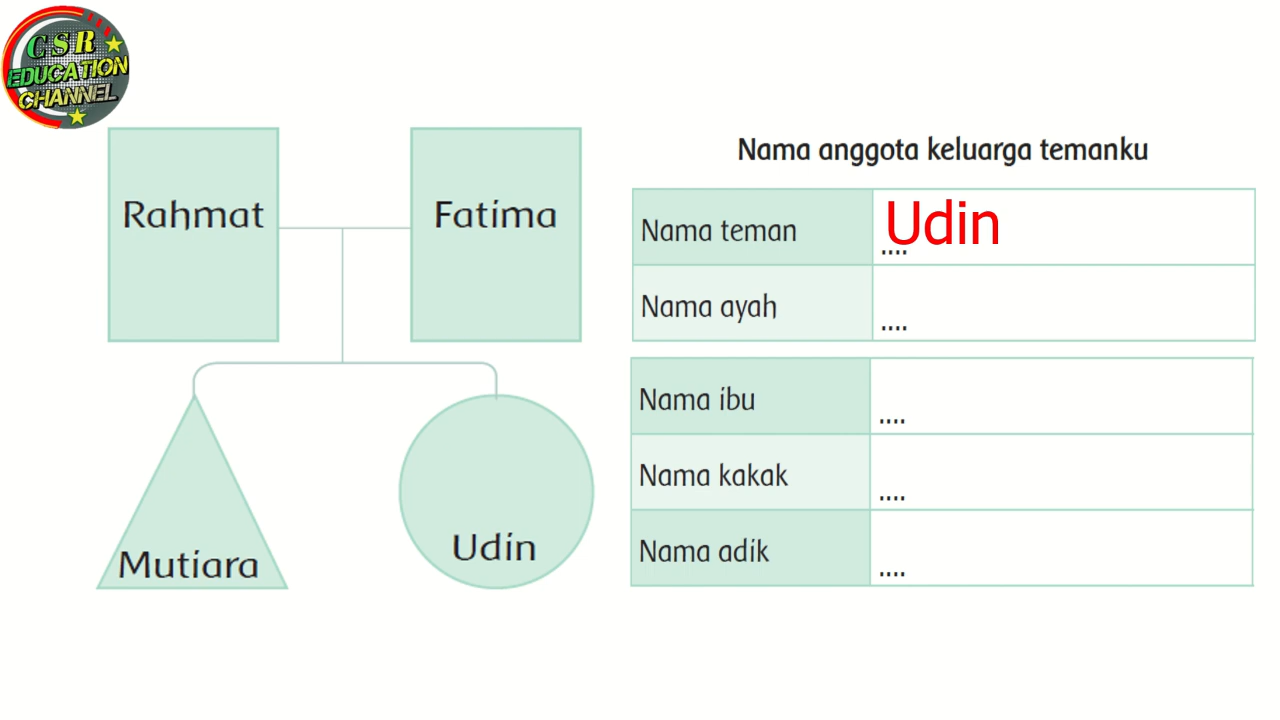 CSR
EDUCATION
CHANNEL
Rahmat
Fatima
Mutiara
Udin
Nama anggota keluarga temanku
Nama teman Udin
....
Nama ayah ....
Nama ibu ....
Nama kakak ....
Nama adik ....